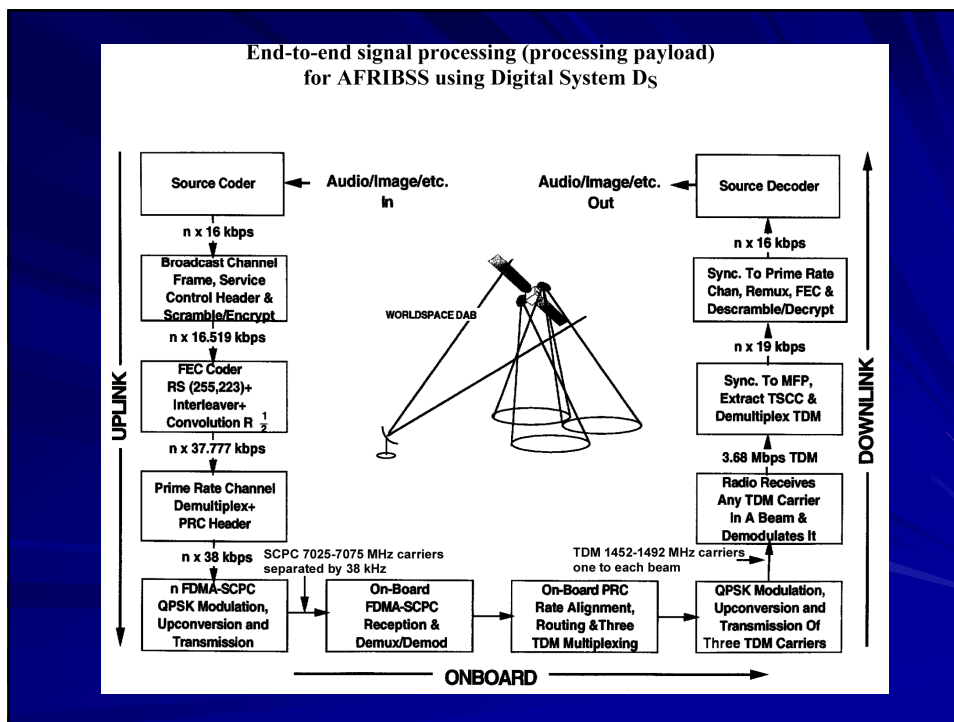 End-to-end signal processing (processing payload)
for AFRIBSS using Digital System DS
UPLINK
Source Coder
Audio/Image/etc.
In
n x 16 kbps
Broadcast Channel
Frame, Service
Control Header &
Scramble/Encrypt
n x 16.519 kbps
FEC Coder
RS (255,223)+
Interleaver+
Convolution R 1/2
n x 37.777 kbps
Prime Rate Channel
Demultiplex+
PRC Header
n x 38 kbps
n FDMA-SCPC
QPSK Modulation,
Upconversion and
Transmission
SCPC 7025-7075 MHz carriers
separated by 38 kHz
WORLDSPACE DAB
On-Board
FDMA-SCPC
Reception &
Demux/Demod
On-Board PRC
Rate Alignment,
Routing &Three
TDM Multiplexing
ONBOARD
QPSK Modulation,
Upconversion and
Transmission Of
Three TDM Carriers
TDM 1452-1492 MHz carriers
one to each beam
Radio Receives
Any TDM Carrier
In A Beam &
Demodulates It
3.68 Mbps TDM
Sync. To MFP,
Extract TSCC &
Demultiplex TDM
n x 19 kbps
Sync. To Prime Rate
Chan, Remux, FEC &
Descramble/Decrypt
n x 16 kbps
Source Decoder
Audio/Image/etc.
Out
DOWNLINK